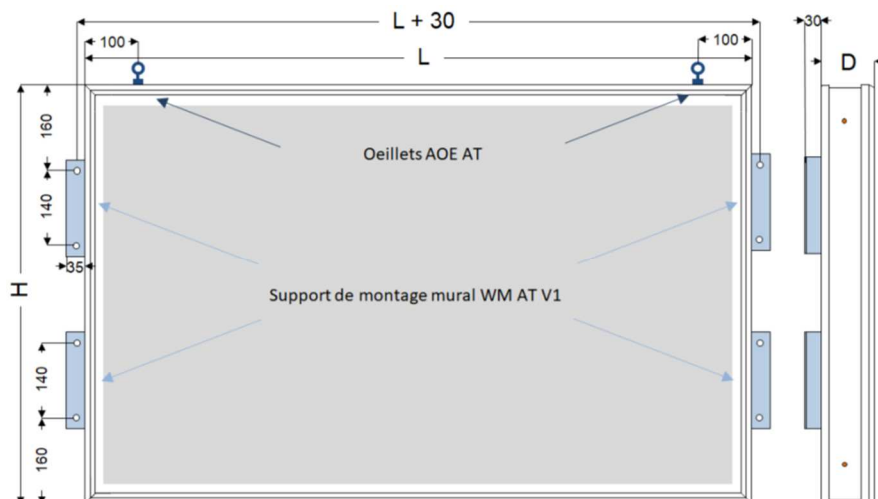 L + 30
30
100
100
L
D
160
Oeillets AOE AT
140
35
H
Support de montage mural WM AT V1
140
160